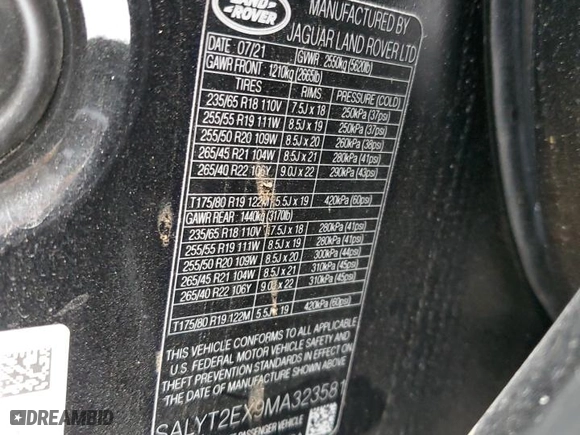 LAND ROVER
MANUFACTURED BY
JAGUAR LAND ROVER LTD
DATE : 07/21 GVWR : 2550kg (5620lb)
GAWR FRONT : 1210kg (2665lb)
TIRES RIMS PRESSURE (COLD)
235/65 R18 110V 7.5J x 18 250kPa (37psi)
255/55 R19 111W 8.5J x 19 250kPa (37psi)
255/50 R20 109W 8.5J x 20 260kPa (38psi)
265/45 R21 104W 8.5J x 21 280kPa (41psi)
265/40 R22 106Y 9.0J x 22 290kPa (43psi)
T175/80 R19 122M 5.5J x 19 420kPa (60psi)
GAWR REAR : 1440kg (3170lb)
235/65 R18 110V 7.5J x 18 280kPa (41psi)
255/55 R19 111W 8.5J x 19 280kPa (41psi)
255/50 R20 109W 8.5J x 20 300kPa (44psi)
265/45 R21 104W 8.5J x 21 310kPa (45psi)
265/40 R22 106Y 9.0J x 22 310kPa (45psi)
T175/80 R19 122M 5.5J x 19 420kPa (60psi)
THIS VEHICLE CONFORMS TO ALL APPLICABLE
U.S. FEDERAL MOTOR VEHICLE SAFETY AND
THEFT PREVENTION STANDARDS IN EFFECT ON
THE DATE OF MANUFACTURE SHOWN ABOVE.
SALYT2EX9MA323581
PASSENGER VEHICLE
AUTOBIDCAR